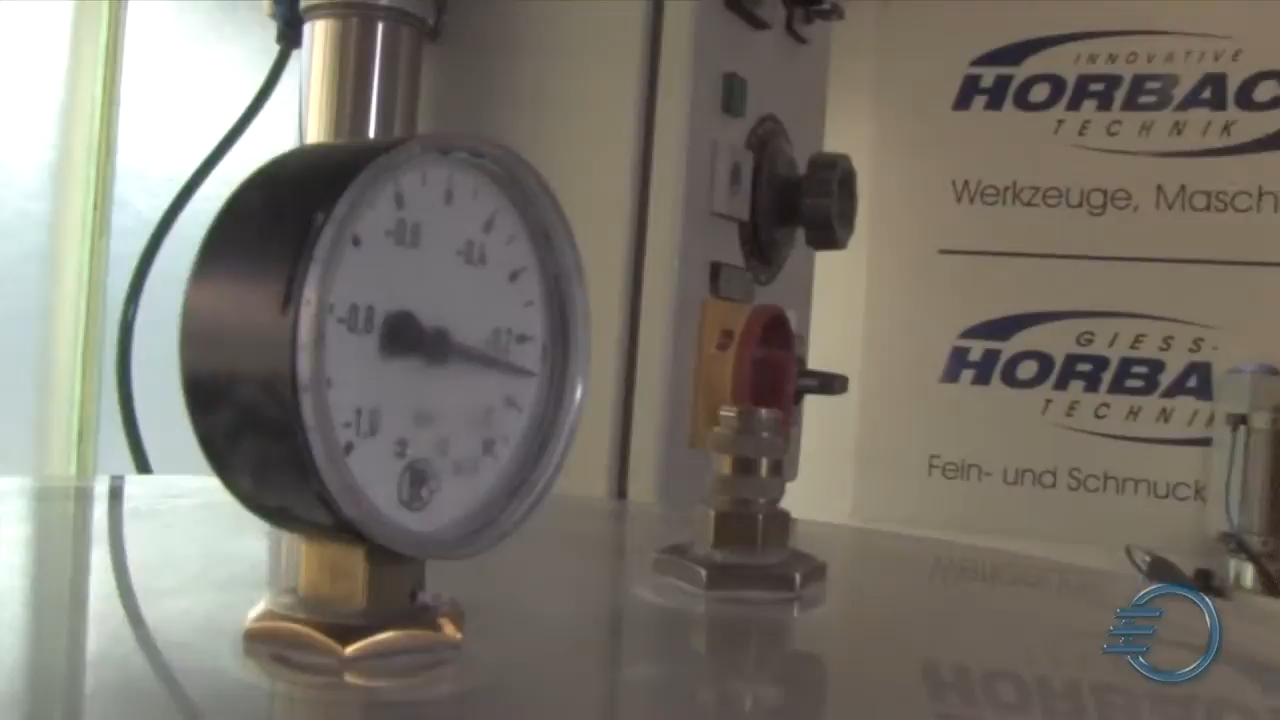 INNOVATIVE
HORBAC
TECHNIK
Werkzeuge, Masch
GIESS-
HORBA
TECHNIK
Fein- und Schmuck
-0.6
-0.4
-0.8
-0.2
-1.0